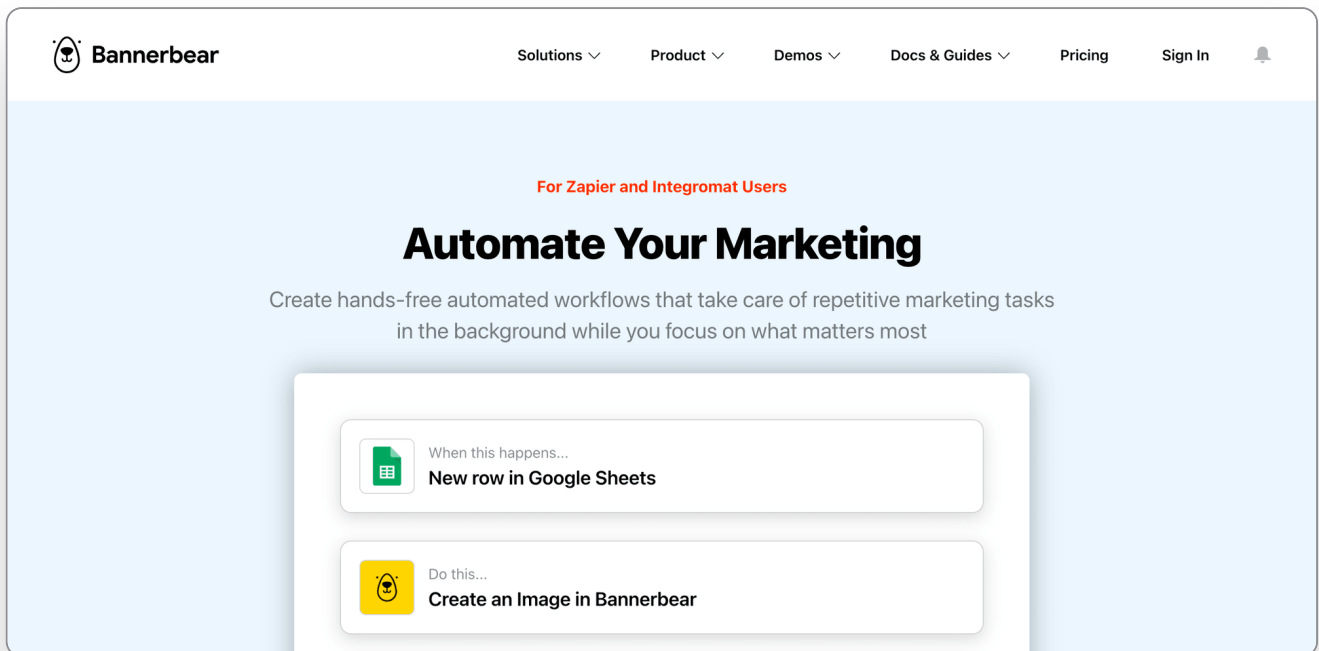 Bannerbear
Solutions
Product
Demos
Docs & Guides
Pricing
Sign In
For Zapier and Integromat Users
Automate Your Marketing
Create hands-free automated workflows that take care of repetitive marketing tasks
in the background while you focus on what matters most
When this happens...
New row in Google Sheets
Do this...
Create an Image in Bannerbear